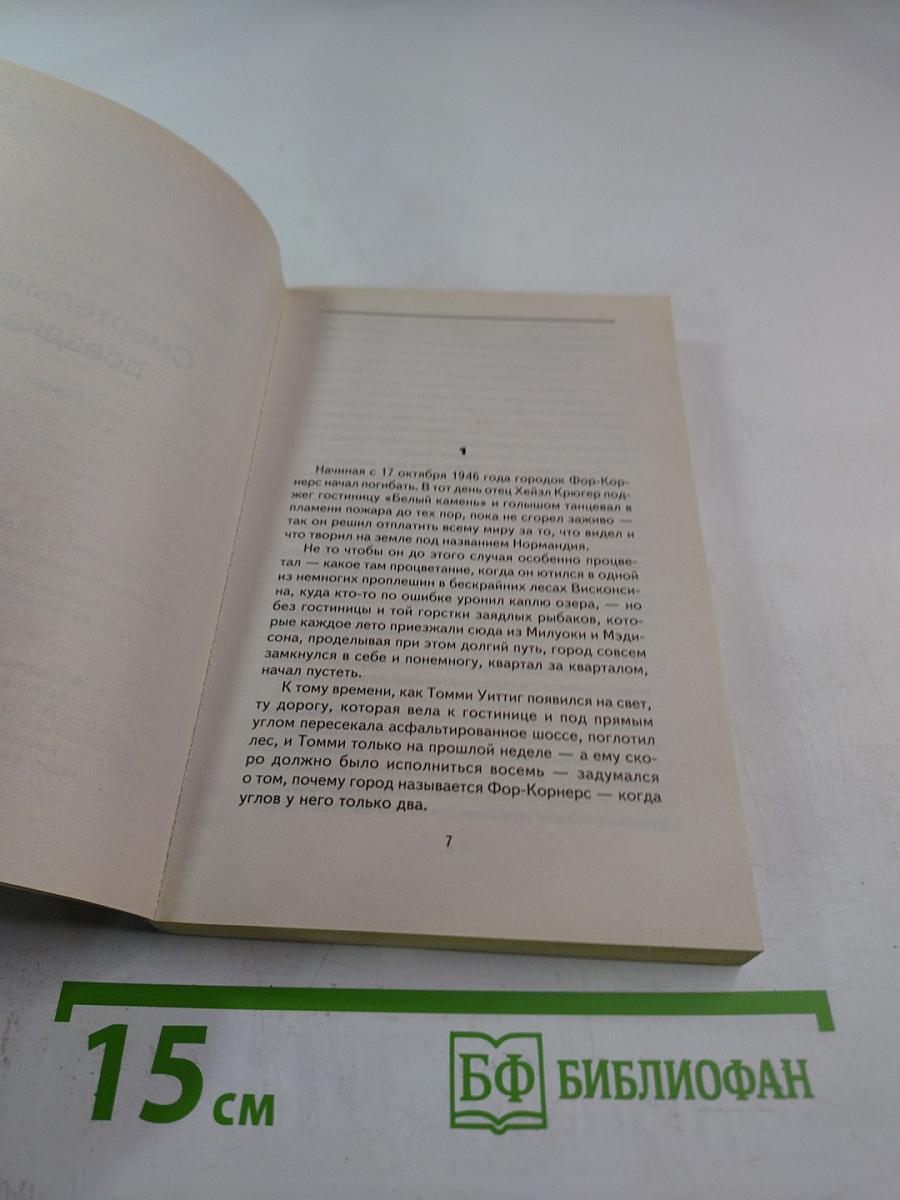 1
Начиная с 17 октября 1946 года городок Фор-Кор-
нерс начал погибать. В тот день отец Хейзл Крюгер под-
жег гостиницу «Белый камень» и голышом танцевал в
пламени пожара до тех пор, пока не сгорел заживо —
так он решил отплатить всему миру за то, что видел и
что творил на земле под названием Нормандия.
Не то чтобы он до этого случая особенно процве-
тал — какое там процветание, когда он ютился в одной
из немногих проплешин в бескрайних лесах Висконси-
на, куда кто-то по ошибке уронил каплю озера, — но
без гостиницы и той горстки заядлых рыбаков, кото-
рые каждое лето приезжали сюда из Милуоки и Мэди-
сона, проделывая при этом долгий путь, город совсем
замкнулся в себе и понемногу, квартал за кварталом,
начал пустеть.
К тому времени, как Томми Уиттиг появился на свет,
ту дорогу, которая вела к гостинице и под прямым
углом пересекала асфальтированное шоссе, поглотил
лес, и Томми только на прошлой неделе — а ему ско-
ро должно было исполниться восемь — задумался
о том, почему город называется Фор-Корнерс — когда
углов у него только два.
7
15 см
БФ БИБЛИОФАН